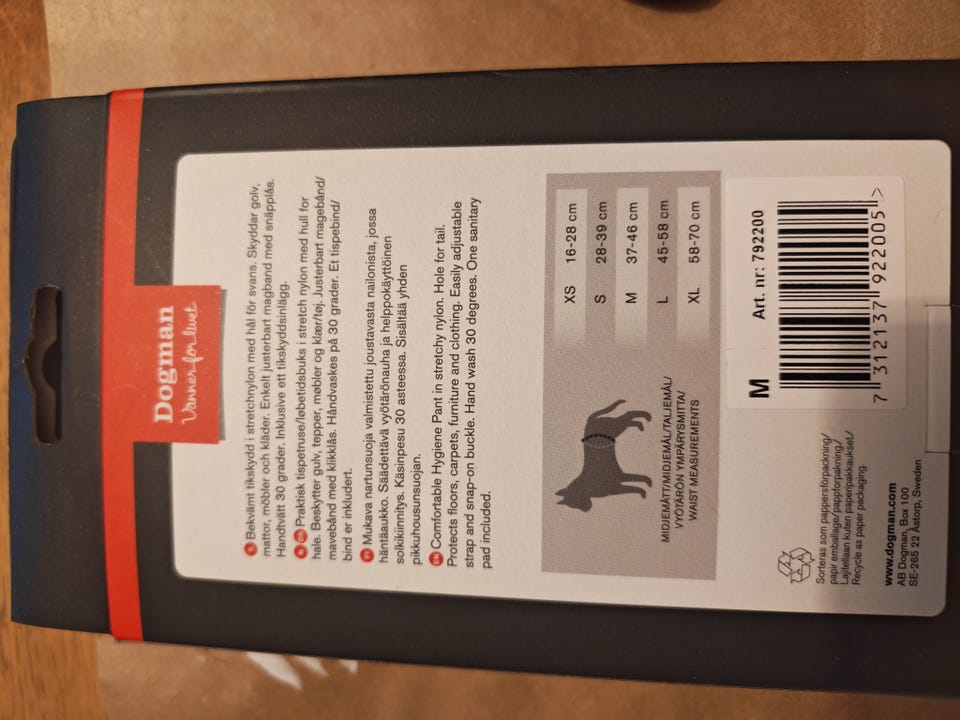 Dogman
Vänner för livet
S Bekvämt tikskydd i stretchnylon med hål för svans. Skyddar golv,
mattor, möbler och kläder. Enkelt justerbart magband med snäpplås.
Handtvätt 30 grader. Inklusive ett tikskyddsinlägg.
N DK Praktisk tispetruse/løbetidsbuks i stretch nylon med hull for
hale. Beskytter gulv, tepper, møbler og klær/tøj. Justerbart magebånd/
mavebånd med klikklås. Håndvaskes på 30 grader. Et tispebind/
bind er inkludert.
FI Mukava nartunsuoja valmistettu joustavasta nailonista, jossa
häntäaukko. Säädettävä vyötärönauha ja helppokäyttöinen
solkikiinnitys. Käsinpesu 30 asteessa. Sisältää yhden
pikkuhousunsuojan.
EN Comfortable Hygiene Pant in stretchy nylon. Hole for tail.
Protects floors, carpets, furniture and clothing. Easily adjustable
strap and snap-on buckle. Hand wash 30 degrees. One sanitary
pad included.
MIDJEMÅTT/MIDJEMÅL/TALJEMÅL/
VYÖTÄRÖN YMPÄRYSMITTA/
WAIST MEASUREMENTS
XS 16-28 cm
S 28-39 cm
M 37-46 cm
L 45-58 cm
XL 58-70 cm
M Art. nr: 792200
7 312137 922005 >
Sorteras som pappersförpackning/
papir emballage/pappforpakning/
Lajitellaan kuten paperipakkaukset/
Recycle as paper packaging.
www.dogman.com
AB Dogman, Box 100
SE-265 22 Åstorp, Sweden